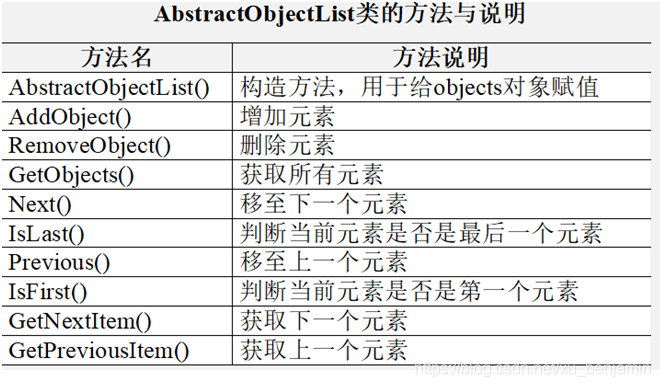 AbstractObjectList类的方法与说明
方法名 方法说明
AbstractObjectList() 构造方法，用于给objects对象赋值
AddObject() 增加元素
RemoveObject() 删除元素
GetObjects() 获取所有元素
Next() 移至下一个元素
IsLast() 判断当前元素是否是最后一个元素
Previous() 移至上一个元素
IsFirst() 判断当前元素是否是第一个元素
GetNextItem() 获取下一个元素
GetPreviousItem() 获取上一个元素
https://blog.csdn.net/xu_benjamin